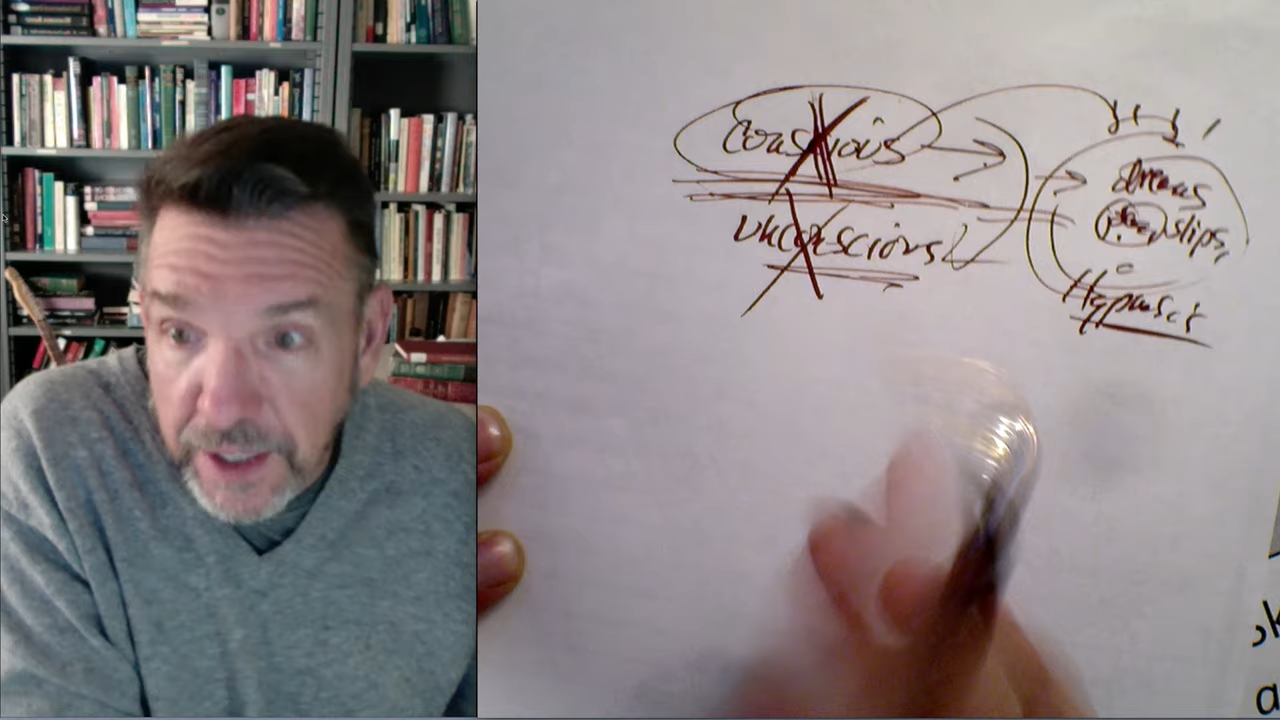 conscious
unconscious
dreams
slips,
Hypnosis